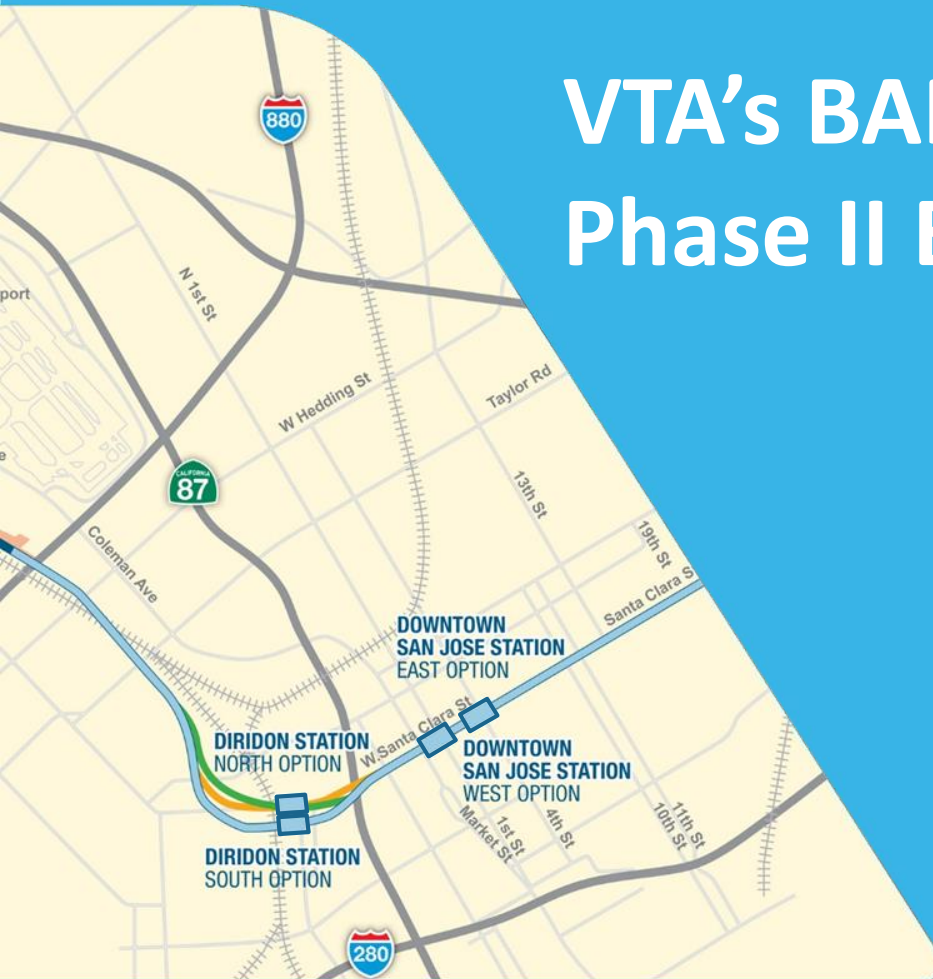 VTA's BA
Phase II
880
N 1st St
port
W Hedding St
Taylor Rd
CALIFORNIA
87
13th St
19th St
Coleman Ave
Santa Clara S
DOWNTOWN
SAN JOSE STATION
EAST OPTION
W.Santa Clara St
DIRIDON STATION
NORTH OPTION
DOWNTOWN
SAN JOSE STATION
WEST OPTION
Market St
1st St
4th St
10th St
11th St
DIRIDON STATION
SOUTH OPTION
280